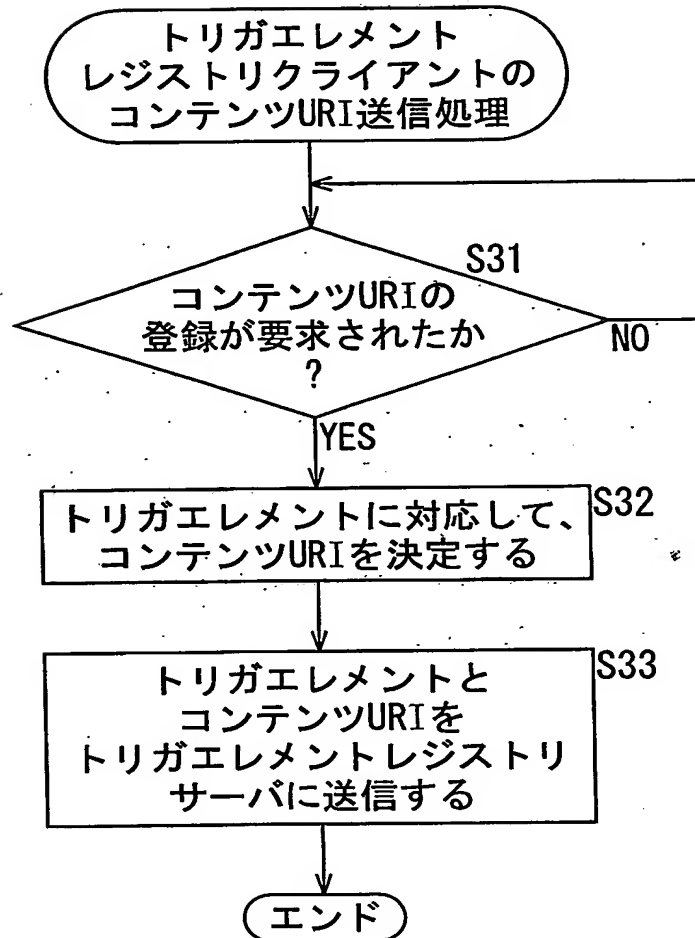 トリガエレメント
レジストリクライアントの
コンテンツURI送信処理
S31
コンテンツURIの
登録が要求されたか
?
NO
YES
S32
トリガエレメントに対応して、
コンテンツURIを決定する
S33
トリガエレメントと
コンテンツURIを
トリガエレメントレジストリ
サーバに送信する
エンド